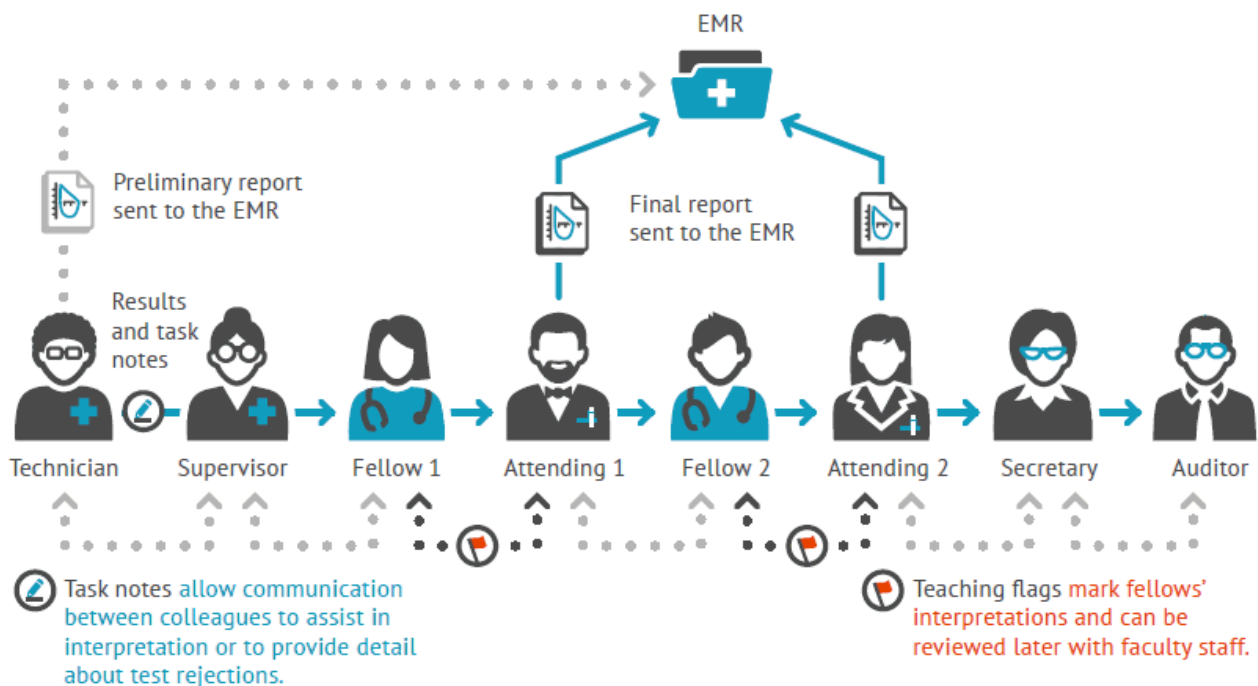 EMR
Preliminary report
sent to the EMR
Final report
sent to the EMR
Results
and task
notes
Technician
Supervisor
Fellow 1
Attending 1
Fellow 2
Attending 2
Secretary
Auditor
Task notes allow communication
between colleagues to assist in
interpretation or to provide detail
about test rejections.
Teaching flags mark fellows’
interpretations and can be
reviewed later with faculty staff.